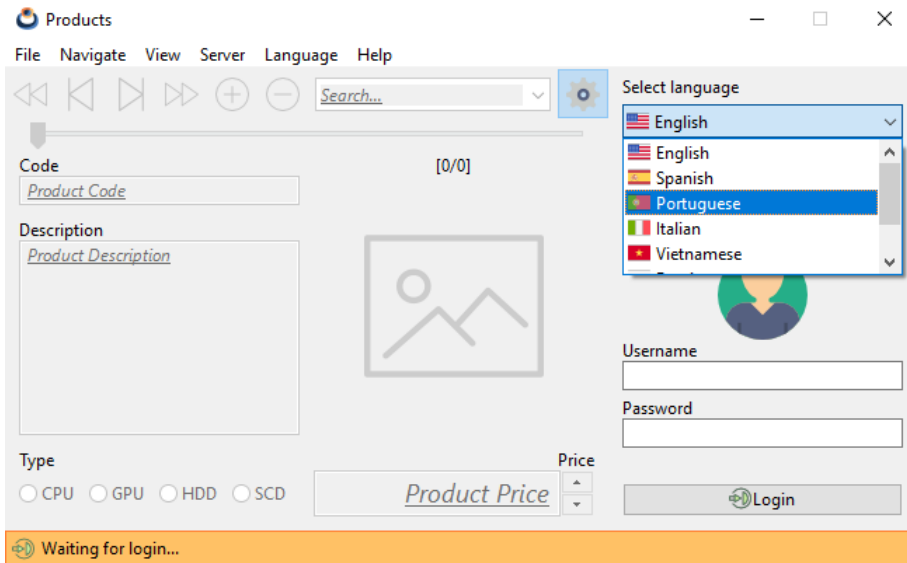 Products
File Navigate View Server Language Help
Search...
Select language
English
English
Spanish
Portuguese
Italian
Vietnamese
Code
[0/0]
Product Code
Description
Product Description
Username
Password
Type
Price
CPU GPU HDD SCD
Product Price
Login
Waiting for login...